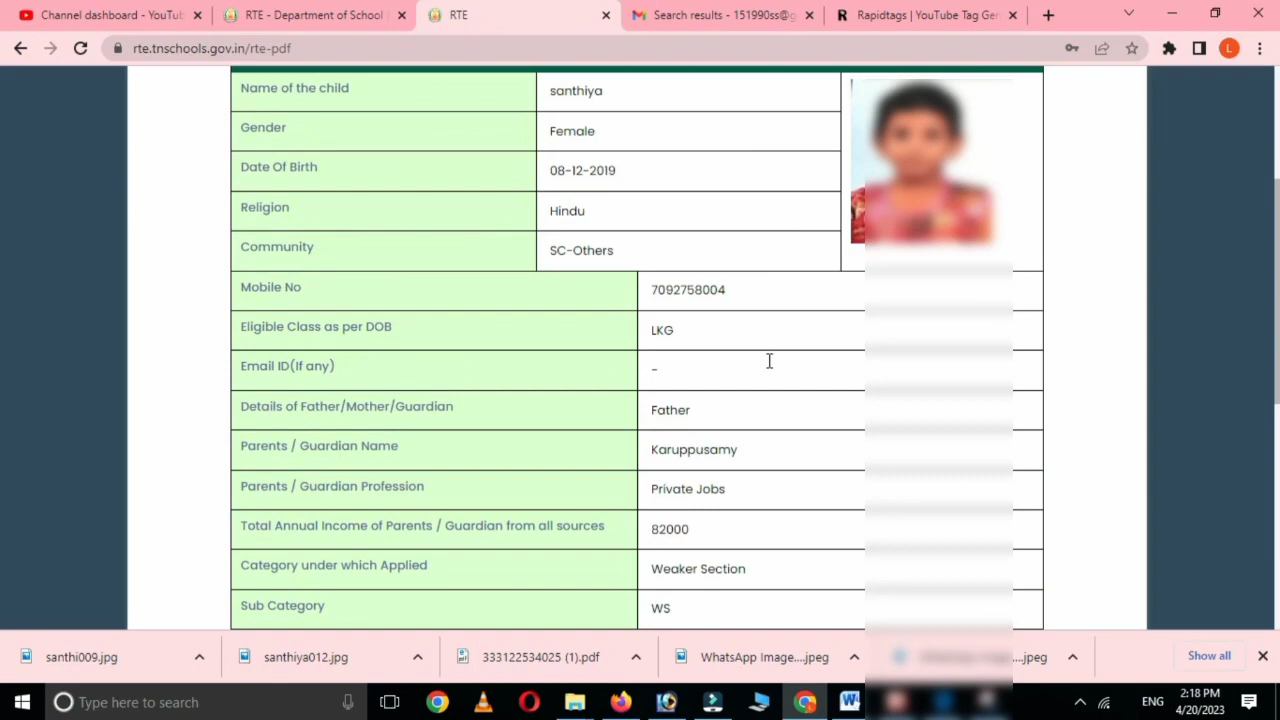 Channel dashboard - YouTu
RTE - Department of School
RTE
Search results - 151990ss@g
Rapidtags | YouTube Tag Gen
rte.tnschools.gov.in/rte-pdf
L
Name of the child santhiya
Gender Female
Date Of Birth 08-12-2019
Religion Hindu
Community SC-Others
Mobile No 7092758004
Eligible Class as per DOB LKG
Email ID(If any) -
Details of Father/Mother/Guardian Father
Parents / Guardian Name Karuppusamy
Parents / Guardian Profession Private Jobs
Total Annual Income of Parents / Guardian from all sources 82000
Category under which Applied Weaker Section
Sub Category WS
santhi009.jpg
santhiya012.jpg
333122534025 (1).pdf
WhatsApp Image....jpeg
....jpeg
Show all
Type here to search
ENG
2:18 PM
4/20/2023